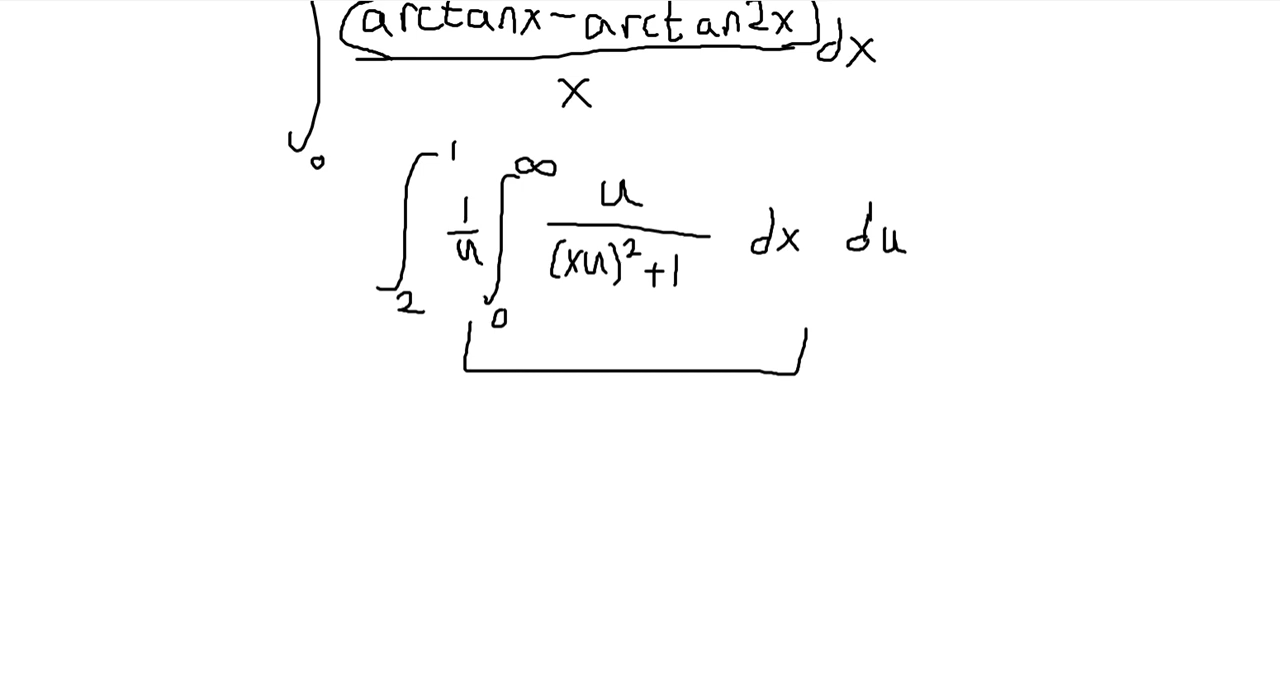 ∫₀ (arctanx-arctan2x)/x dx
∫₂¹ 1/u ∫₀^∞ u/((xu)²+1) dx du